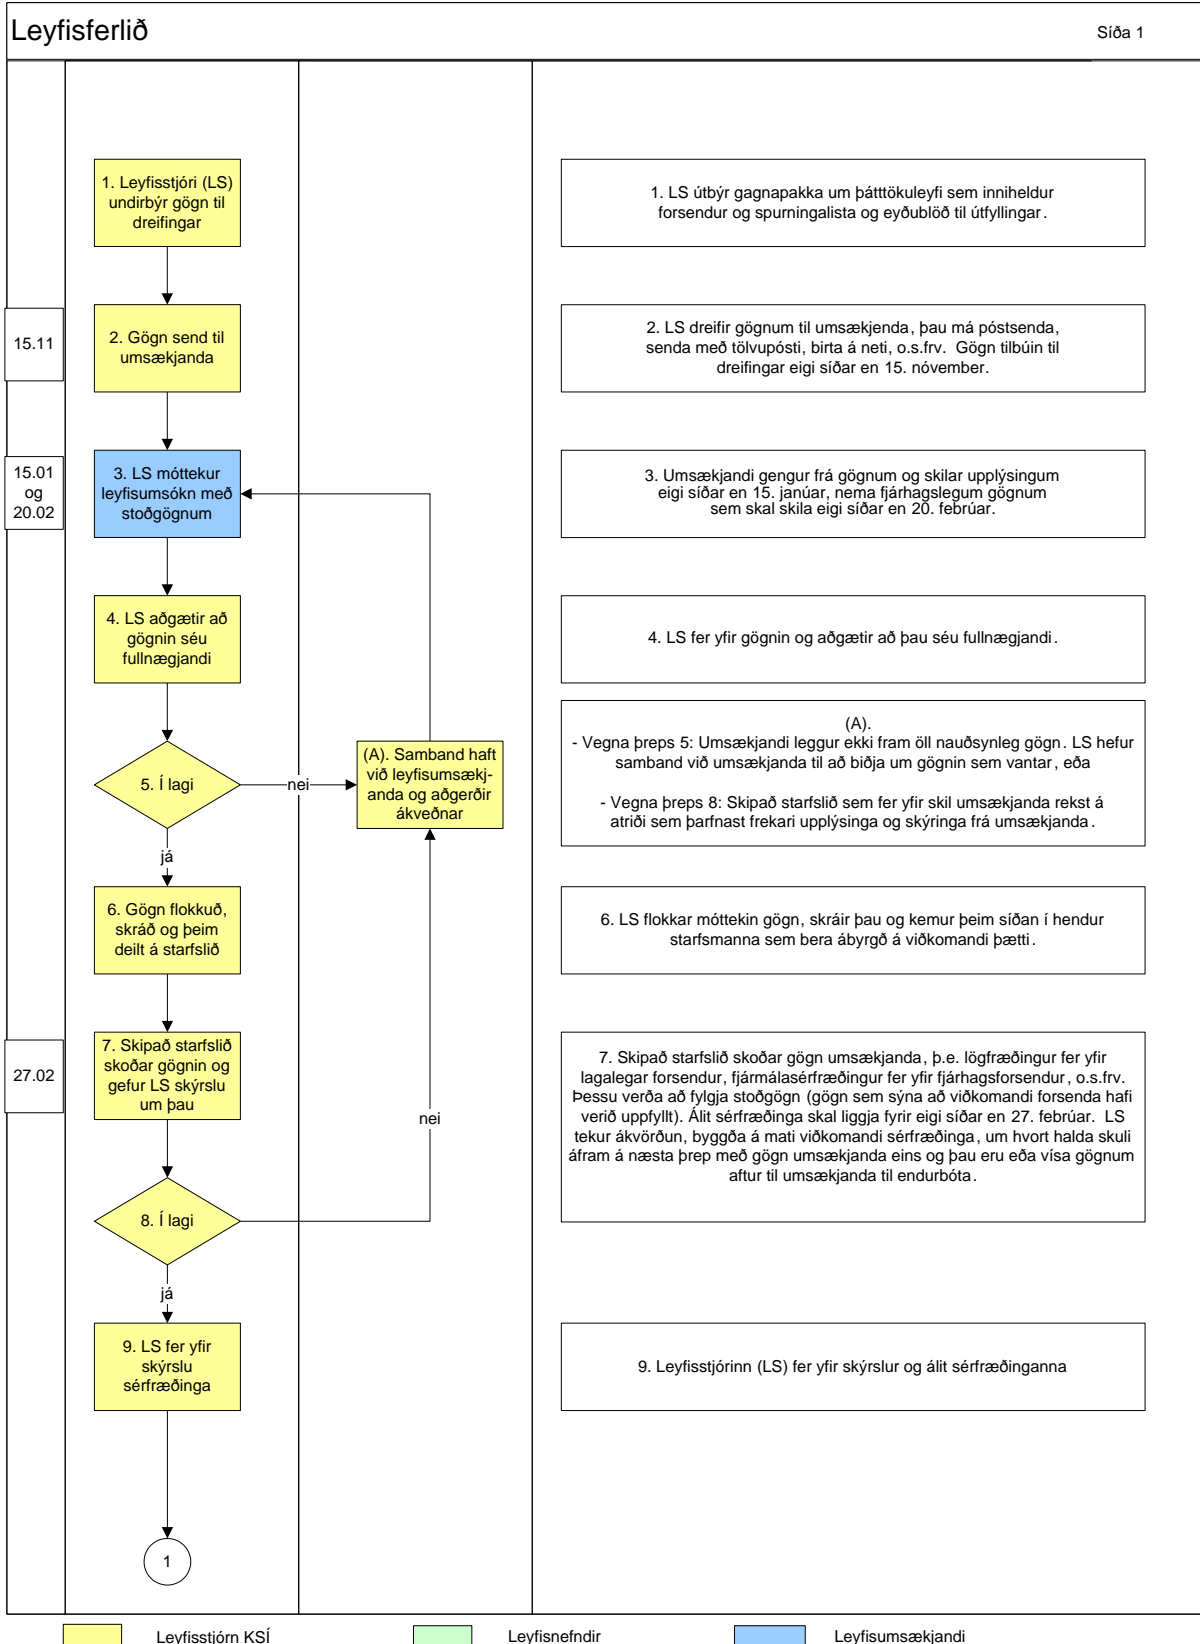 Leyfisferlið
Síða 1
1. Leyfisstjóri (LS)
undirbýr gögn til
dreifingar
1. LS útbýr gagnapakka um þátttökuleyfi sem inniheldur
forsendur og spurningalista og eyðublöð til útfyllingar.
15.11
2. Gögn send til
umsækjanda
2. LS dreifir gögnum til umsækjenda, þau má póstsenda,
senda með tölvupósti, birta á neti, o.s.frv. Gögn tilbúin til
dreifingar eigi síðar en 15. nóvember.
15.01
og
20.02
3. LS móttekur
leyfisumsókn með
stoðgögnum
3. Umsækjandi gengur frá gögnum og skilar upplýsingum
eigi síðar en 15. janúar, nema fjárhagslegum gögnum
sem skal skila eigi síðar en 20. febrúar.
4. LS aðgætir að
gögnin séu
fullnægjandi
4. LS fer yfir gögnin og aðgætir að þau séu fullnægjandi.
5. Í lagi
nei
(A). Samband haft
við leyfisumsækj-
anda og aðgerðir
ákveðnar
(A).
- Vegna þreps 5: Umsækjandi leggur ekki fram öll nauðsynleg gögn. LS hefur
samband við umsækjanda til að biðja um gögnin sem vantar, eða
- Vegna þreps 8: Skipað starfslið sem fer yfir skil umsækjanda rekst á
atriði sem þarfnast frekari upplýsinga og skýringa frá umsækjanda.
já
6. Gögn flokkuð,
skráð og þeim
deilt á starfslið
6. LS flokkar móttekin gögn, skráir þau og kemur þeim síðan í hendur
starfsmanna sem bera ábyrgð á viðkomandi þætti.
27.02
7. Skipað starfslið
skoðar gögnin og
gefur LS skýrslu
um þau
nei
7. Skipað starfslið skoðar gögn umsækjanda, þ.e. lögfræðingur fer yfir
lagalegar forsendur, fjármálasérfræðingur fer yfir fjárhagsforsendur, o.s.frv.
Þessu verða að fylgja stoðgögn (gögn sem sýna að viðkomandi forsenda hafi
verið uppfyllt). Álit sérfræðinga skal liggja fyrir eigi síðar en 27. febrúar. LS
tekur ákvörðun, byggða á mati viðkomandi sérfræðinga, um hvort halda skuli
áfram á næsta þrep með gögn umsækjanda eins og þau eru eða vísa gögnum
aftur til umsækjanda til endurbóta.
8. Í lagi
já
9. LS fer yfir
skýrslu
sérfræðinga
9. Leyfisstjórinn (LS) fer yfir skýrslur og álit sérfræðinganna
1
Leyfisstjórn KSÍ
Leyfisnefndir
Leyfisumsækjandi